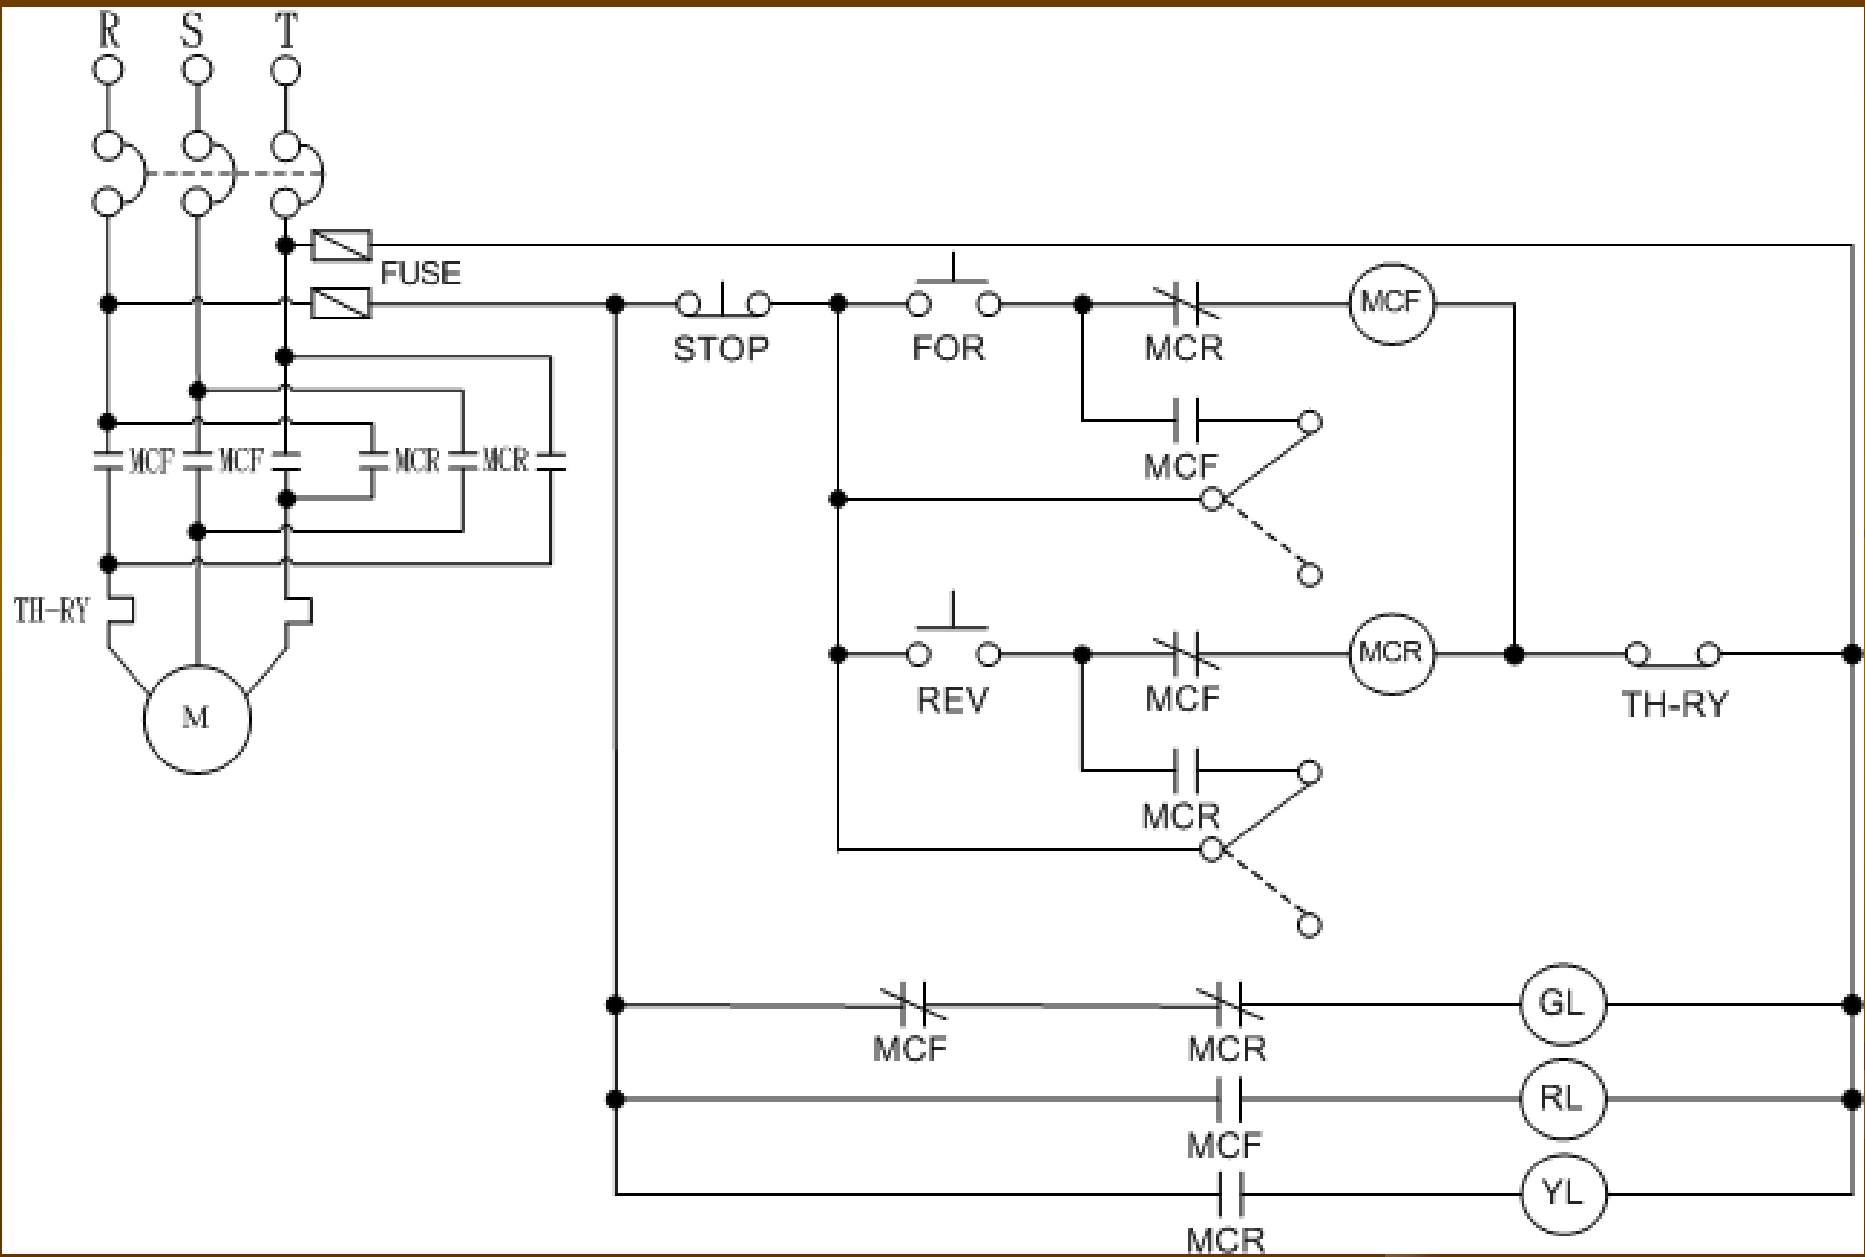 R S T
FUSE
STOP FOR MCR MCF
MCF
MCF MCF MCR MCR
TH-RY
M
REV MCF MCR TH-RY
MCR
MCF MCR GL
MCF RL
MCR YL